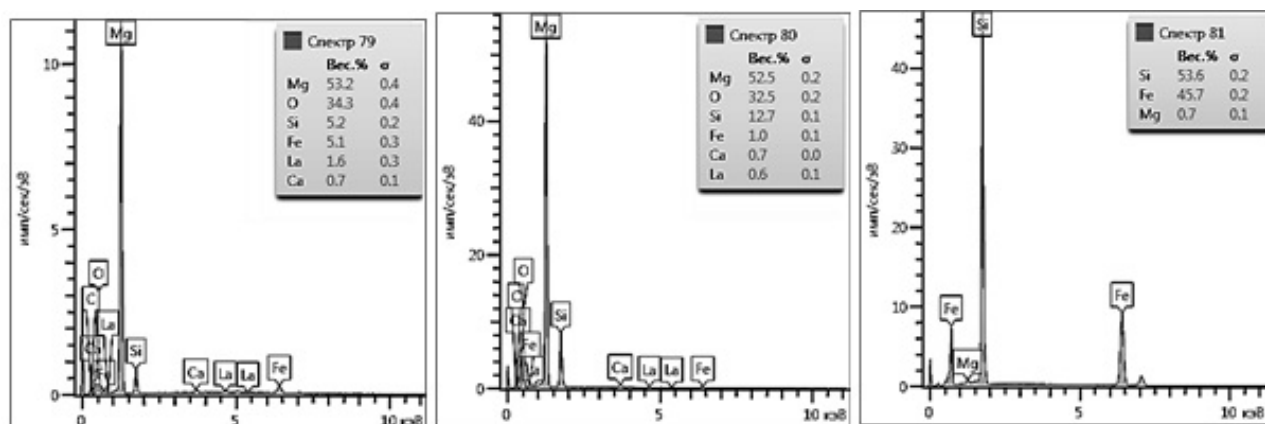 Спектр 79
Вес.% σ
Mg 53.2 0.4
O 34.3 0.4
Si 5.2 0.2
Fe 5.1 0.3
La 1.6 0.3
Ca 0.7 0.1
Mg
O
C
La
Ca
Si
Ca
La
La
Fe
10
5
0
имп/сек/эВ
0
5
10 кэВ
Спектр 80
Вес.% σ
Mg 52.5 0.2
O 32.5 0.2
Si 12.7 0.1
Fe 1.0 0.1
Ca 0.7 0.0
La 0.6 0.1
Mg
O
O
Ca
Fe
Si
Ca
La
La
Fe
40
20
0
имп/сек/эВ
0
5
10 кэВ
Спектр 81
Вес.% σ
Si 53.6 0.2
Fe 45.7 0.2
Mg 0.7 0.1
Si
Fe
Mg
Fe
40
30
20
10
0
имп/сек/эВ
0
5
10 кэВ